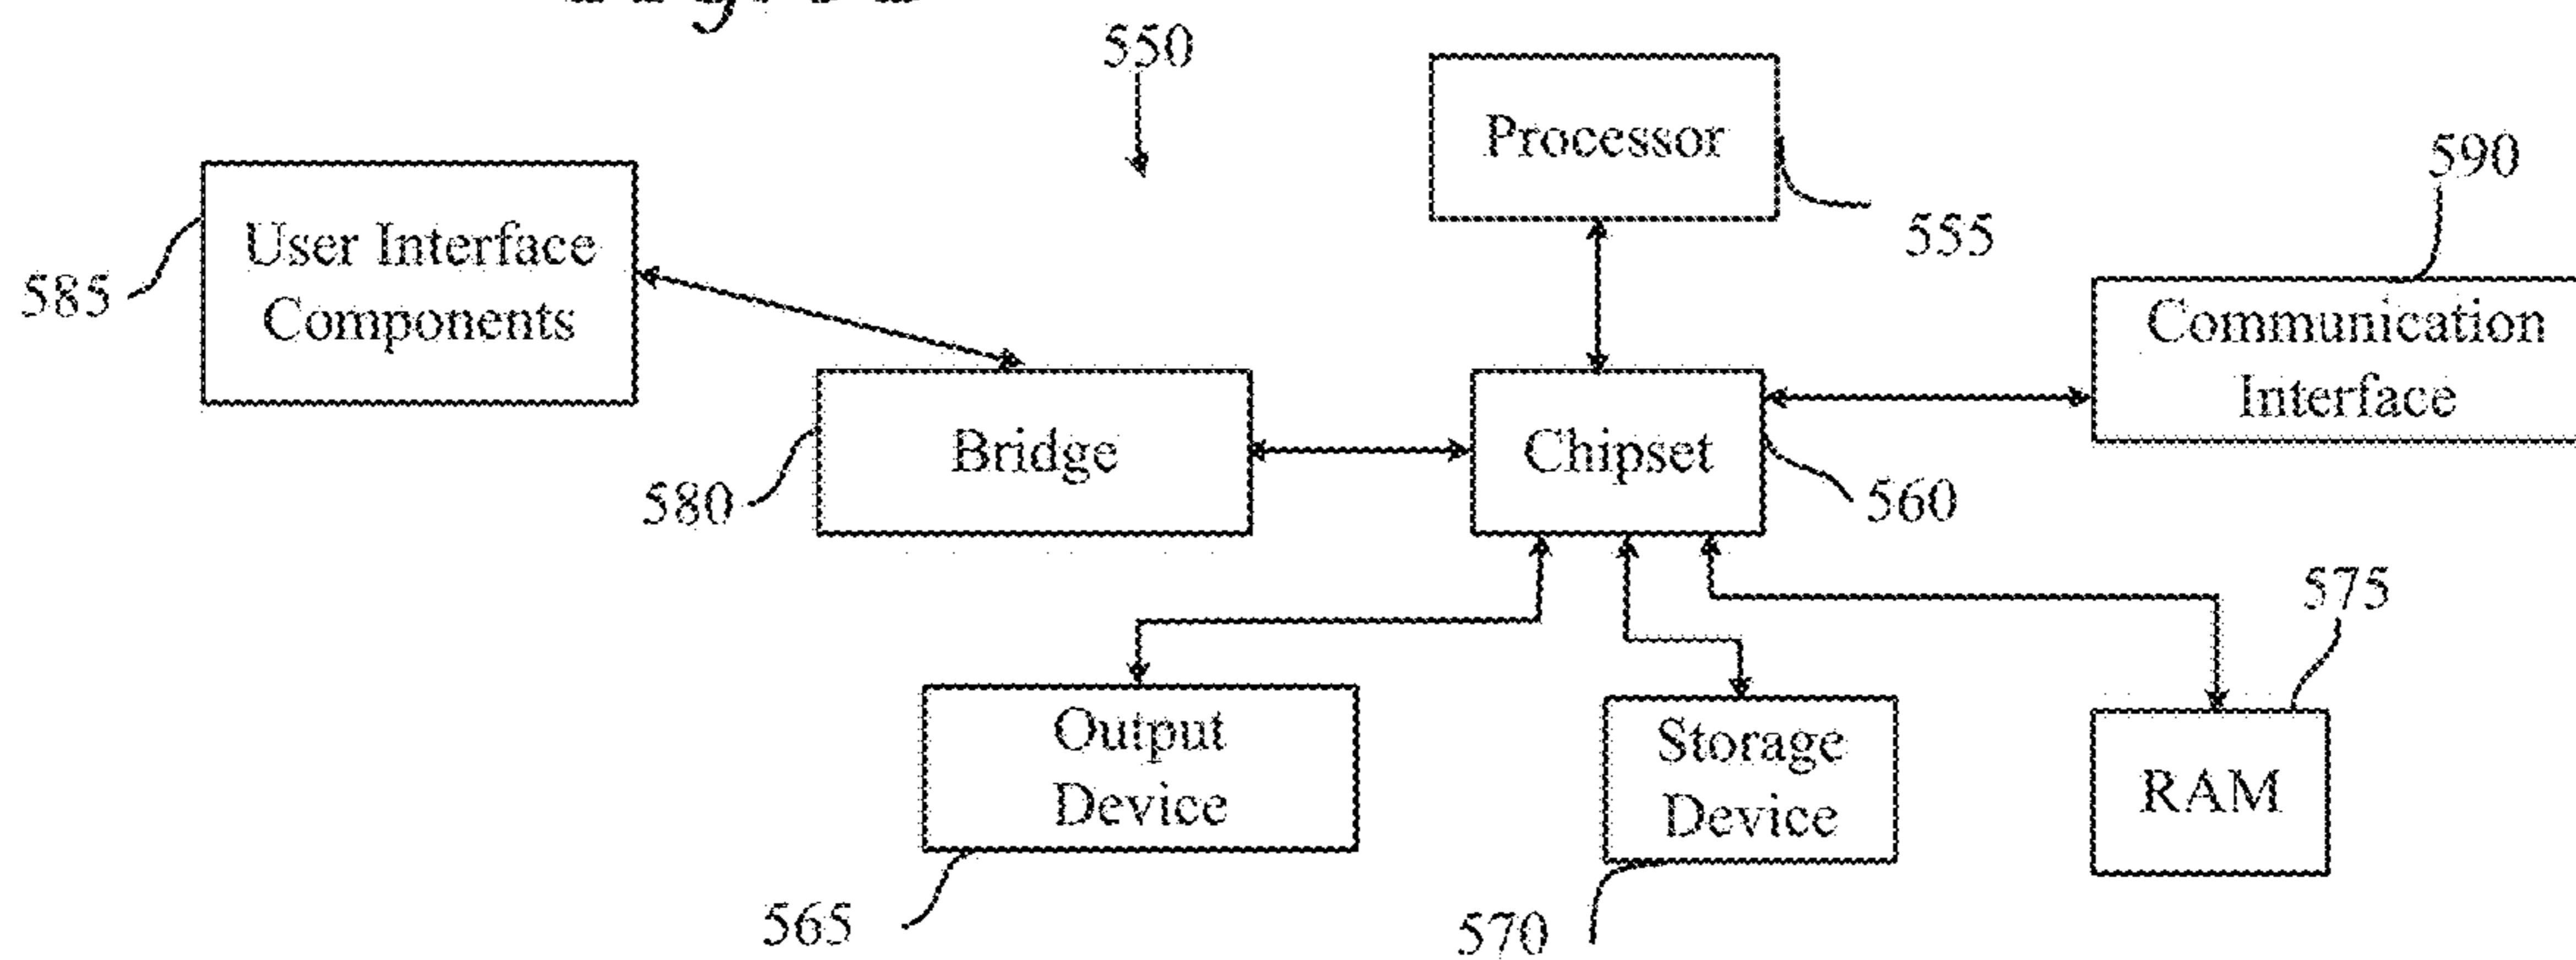 550
Processor
590
User Interface
Components
555
585
Communication
Interface
Bridge
Chipset
580
560
575
Output
Device
Storage
Device
RAM
565
570